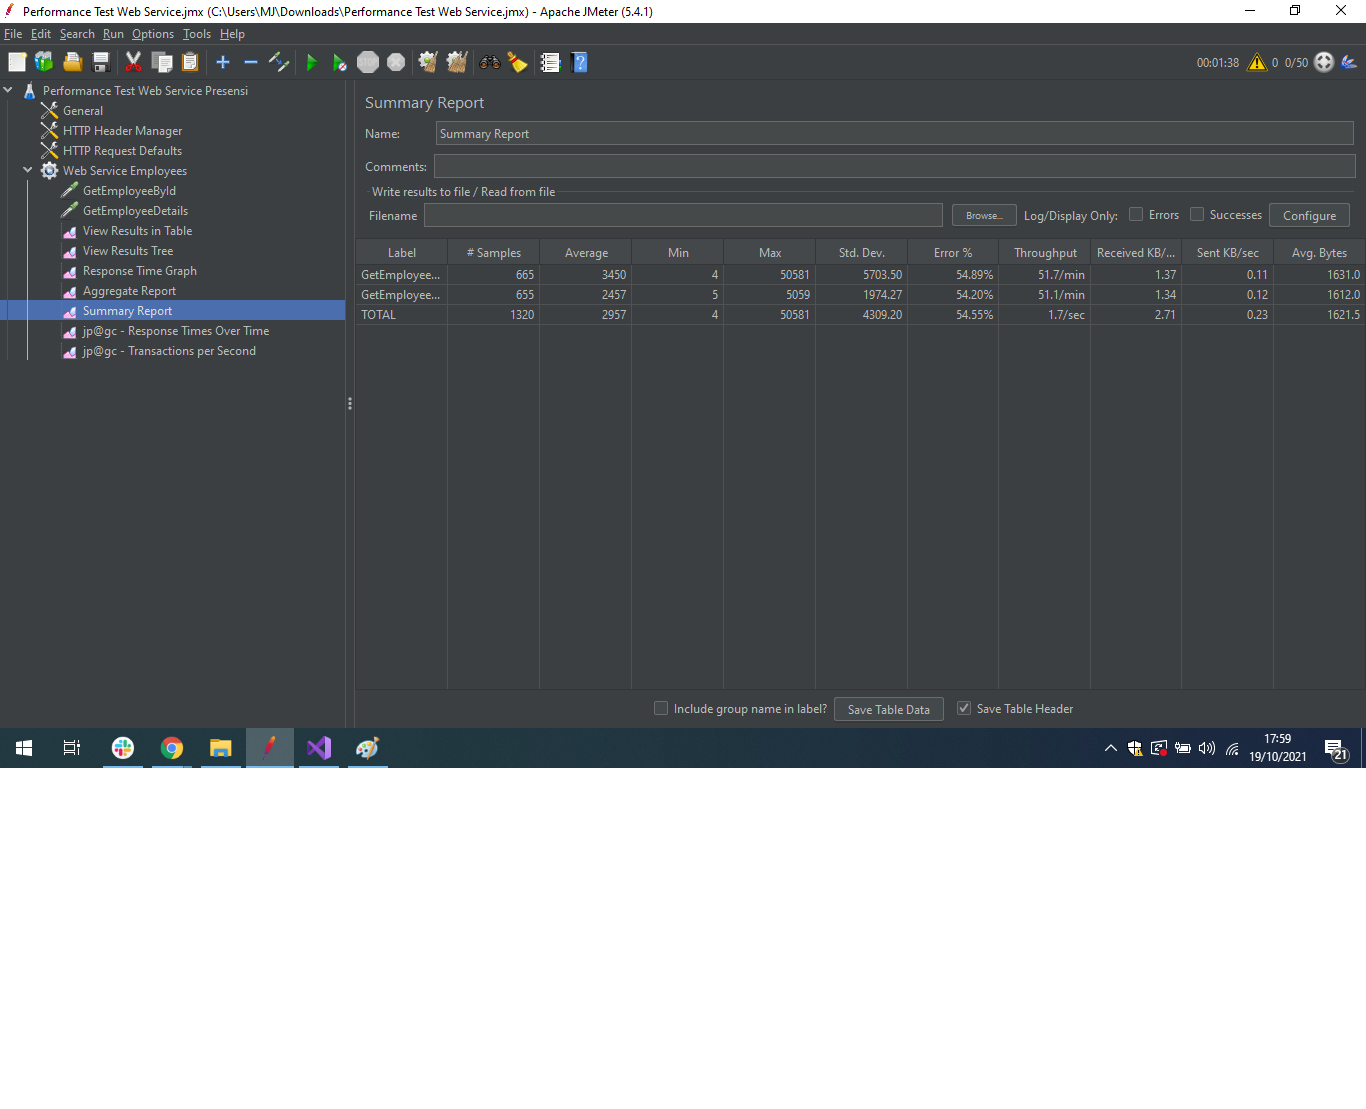 Performance Test Web Service.jmx (C:\Users\MJ\Downloads\Performance Test Web Service.jmx) - Apache JMeter (5.4.1)
File Edit Search Run Options Tools Help
STOP 00:01:38 0 0/50
Performance Test Web Service Presensi
General
HTTP Header Manager
HTTP Request Defaults
Web Service Employees
GetEmployeeById
GetEmployeeDetails
View Results in Table
View Results Tree
Response Time Graph
Aggregate Report
Summary Report
jp@gc - Response Times Over Time
jp@gc - Transactions per Second
Summary Report
Name: Summary Report
Comments:
Write results to file / Read from file
Filename Browse... Log/Display Only: Errors Successes Configure
Label # Samples Average Min Max Std. Dev. Error % Throughput Received KB/... Sent KB/sec Avg. Bytes
GetEmployee... 665 3450 4 50581 5703.50 54.89% 51.7/min 1.37 0.11 1631.0
GetEmployee... 655 2457 5 5059 1974.27 54.20% 51.1/min 1.34 0.12 1612.0
TOTAL 1320 2957 4 50581 4309.20 54.55% 1.7/sec 2.71 0.23 1621.5
Include group name in label? Save Table Data Save Table Header
17:59
19/10/2021
21